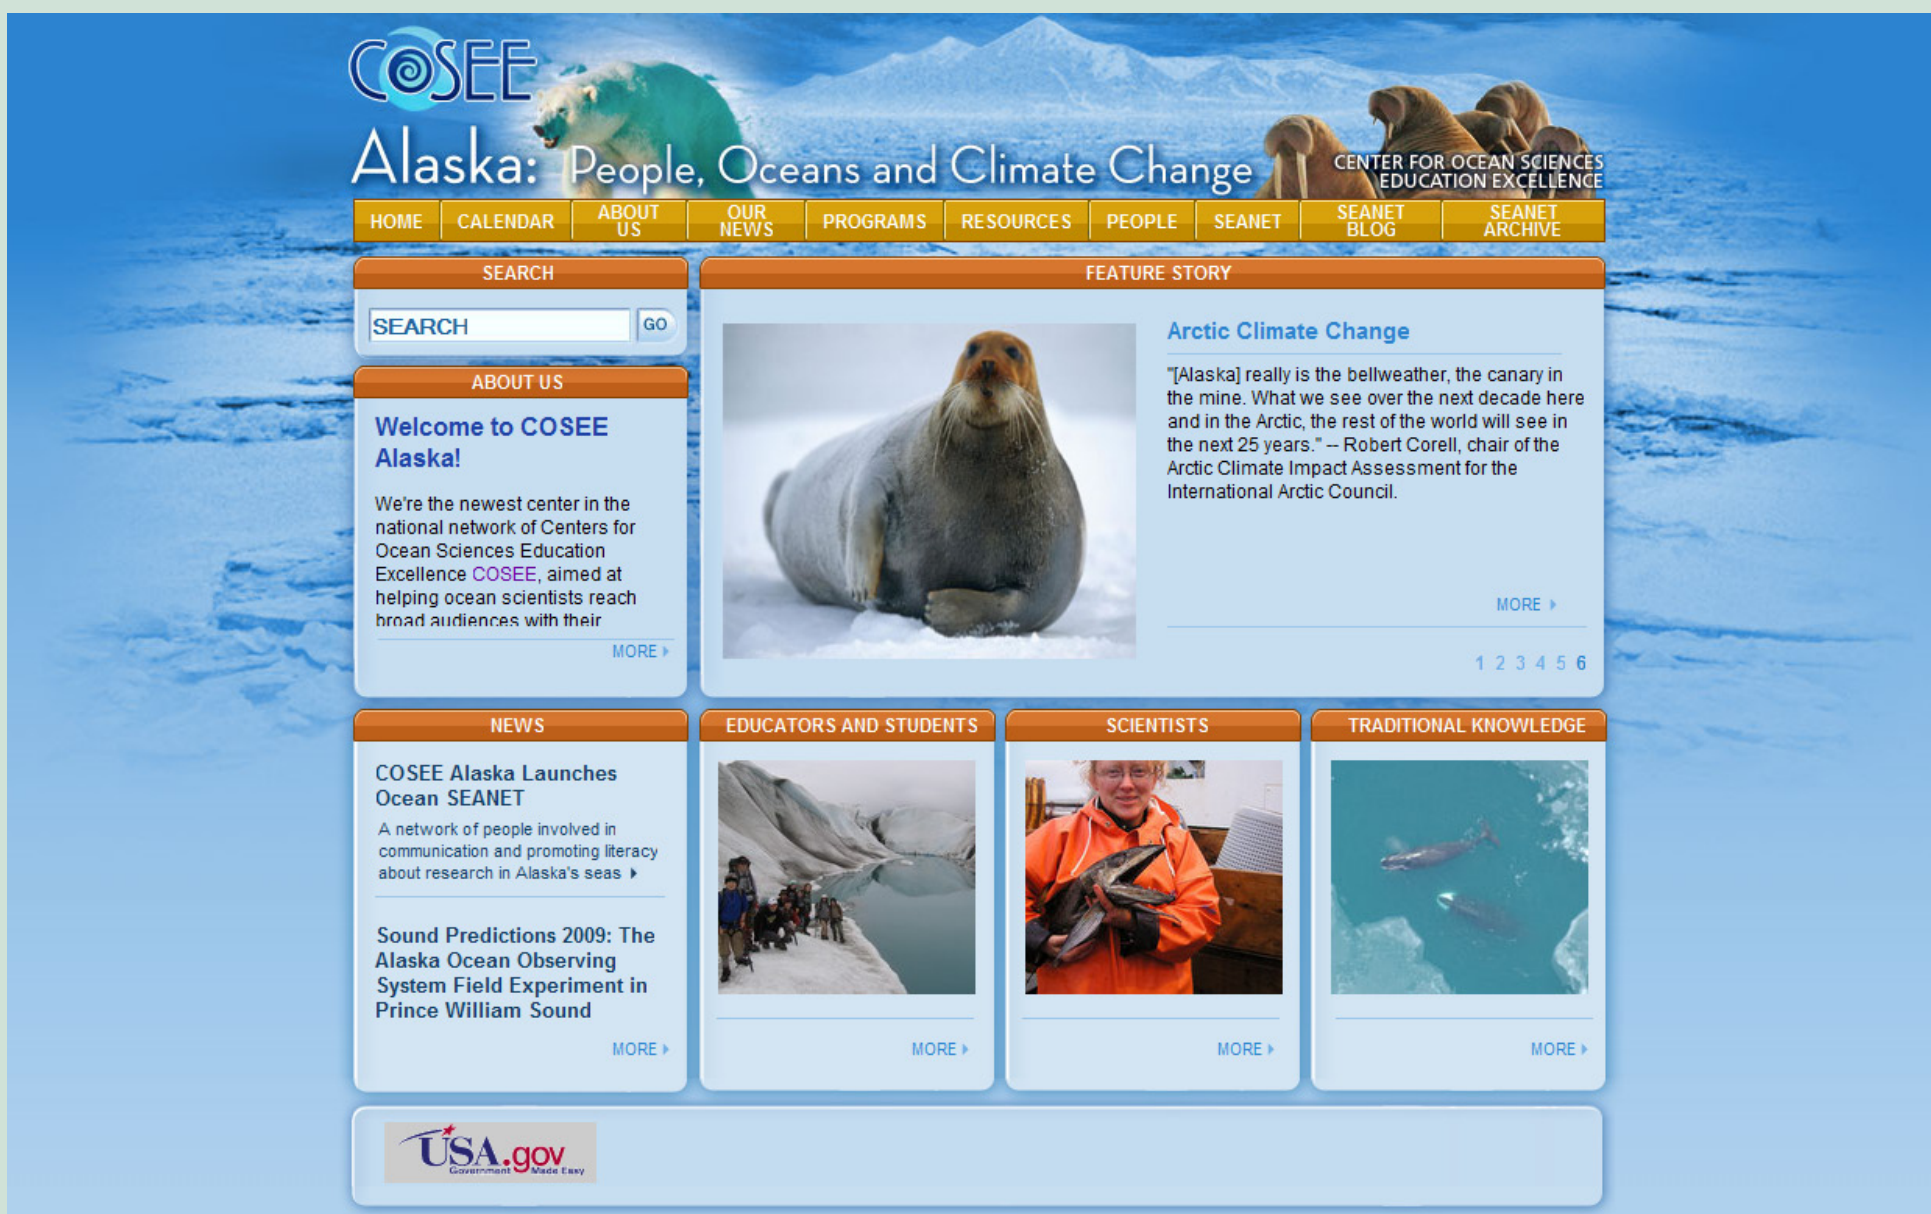 COSEE
Alaska: People, Oceans and Climate Change
CENTER FOR OCEAN SCIENCES
EDUCATION EXCELLENCE
HOME
CALENDAR
ABOUT
US
OUR
NEWS
PROGRAMS
RESOURCES
PEOPLE
SEANET
SEANET
BLOG
SEANET
ARCHIVE
SEARCH
SEARCH
GO
ABOUT US
Welcome to COSEE
Alaska!
We're the newest center in the
national network of Centers for
Ocean Sciences Education
Excellence COSEE, aimed at
helping ocean scientists reach
broad audiences with their
MORE
FEATURE STORY
Arctic Climate Change
"[Alaska] really is the bellweather, the canary in
the mine. What we see over the next decade here
and in the Arctic, the rest of the world will see in
the next 25 years." -- Robert Corell, chair of the
Arctic Climate Impact Assessment for the
International Arctic Council.
MORE
1 2 3 4 5 6
NEWS
COSEE Alaska Launches
Ocean SEANET
A network of people involved in
communication and promoting literacy
about research in Alaska's seas
Sound Predictions 2009: The
Alaska Ocean Observing
System Field Experiment in
Prince William Sound
MORE
EDUCATORS AND STUDENTS
MORE
SCIENTISTS
MORE
TRADITIONAL KNOWLEDGE
MORE
USA.gov
Government Made Easy